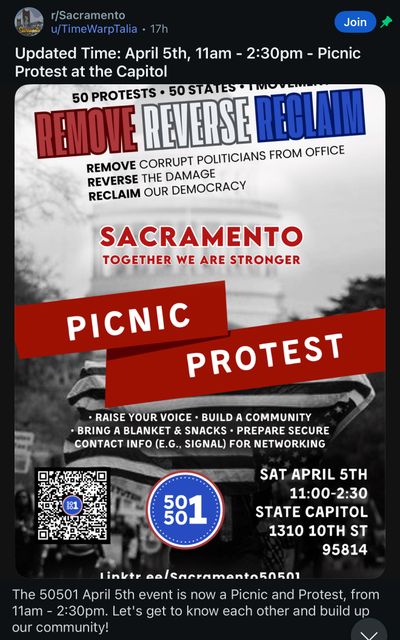 r/Sacramento
u/TimeWarpTalia • 17h
Join
Updated Time: April 5th, 11am - 2:30pm - Picnic
Protest at the Capitol
50 PROTESTS • 50 STATES • 1 MOVEMENT
REMOVE REVERSE RECLAIM
REMOVE CORRUPT POLITICIANS FROM OFFICE
REVERSE THE DAMAGE
RECLAIM OUR DEMOCRACY
SACRAMENTO
TOGETHER WE ARE STRONGER
PICNIC
PROTEST
• RAISE YOUR VOICE • BUILD A COMMUNITY
• BRING A BLANKET & SNACKS • PREPARE SECURE
CONTACT INFO (E.G., SIGNAL) FOR NETWORKING
50
50 1
SAT APRIL 5TH
11:00-2:30
STATE CAPITOL
1310 10TH ST
95814
Linktr.ee/Sacramento50501
The 50501 April 5th event is now a Picnic and Protest, from
11am - 2:30pm. Let's get to know each other and build up
our community!